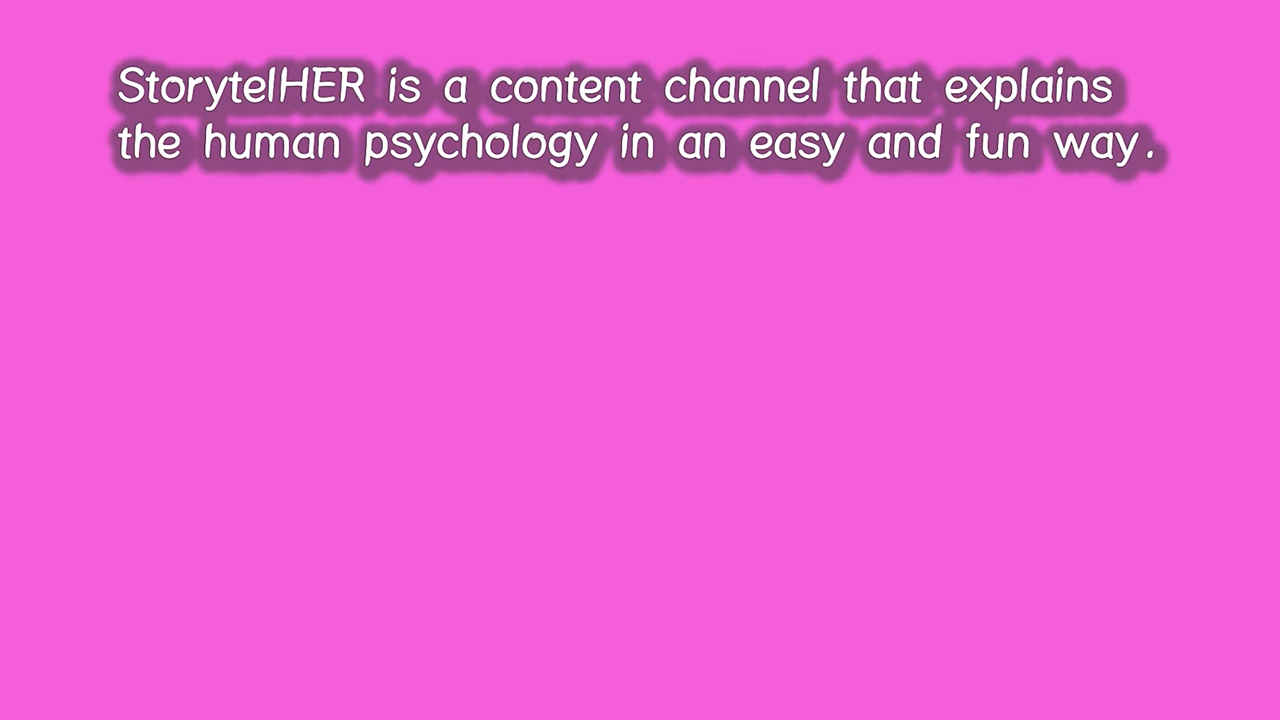 StorytelHER is a content channel that explains
the human psychology in an easy and fun way.